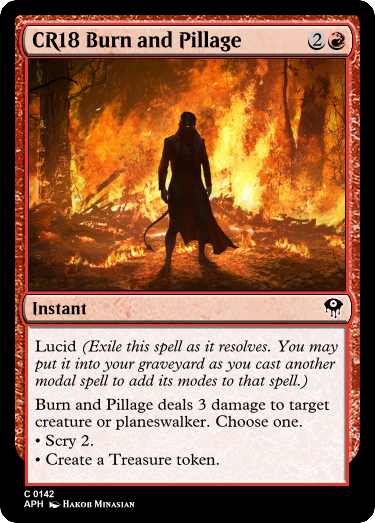 CR18 Burn and Pillage 2
Instant
Lucid (Exile this spell as it resolves. You may
put it into your graveyard as you cast another
modal spell to add its modes to that spell.)
Burn and Pillage deals 3 damage to target
creature or planeswalker. Choose one.
• Scry 2.
• Create a Treasure token.
C 0142
APH Hakob Minasian